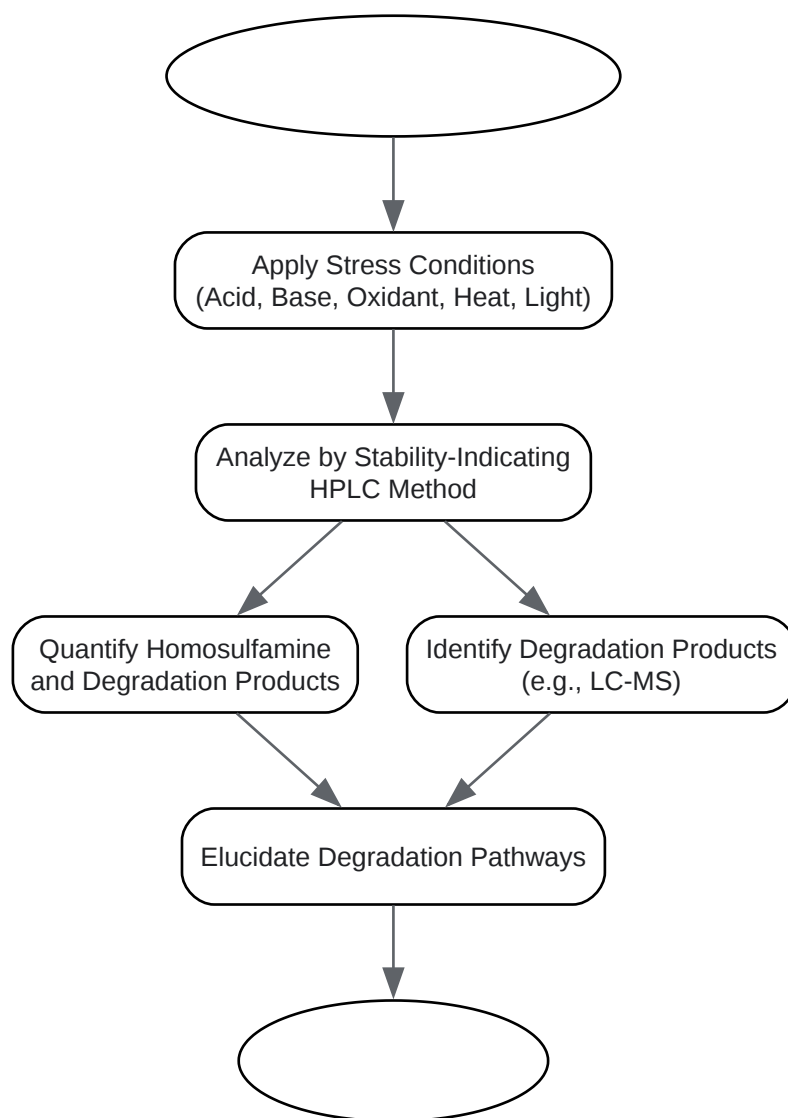 Apply Stress Conditions
(Acid, Base, Oxidant, Heat, Light)
Analyze by Stability-Indicating
HPLC Method
Quantify Homosulfamine
and Degradation Products
Identify Degradation Products
(e.g., LC-MS)
Elucidate Degradation Pathways